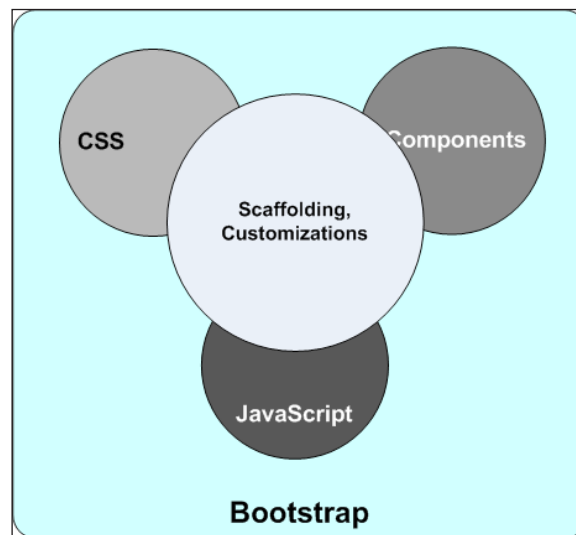 CSS
Components
Scaffolding,
Customizations
JavaScript
Bootstrap